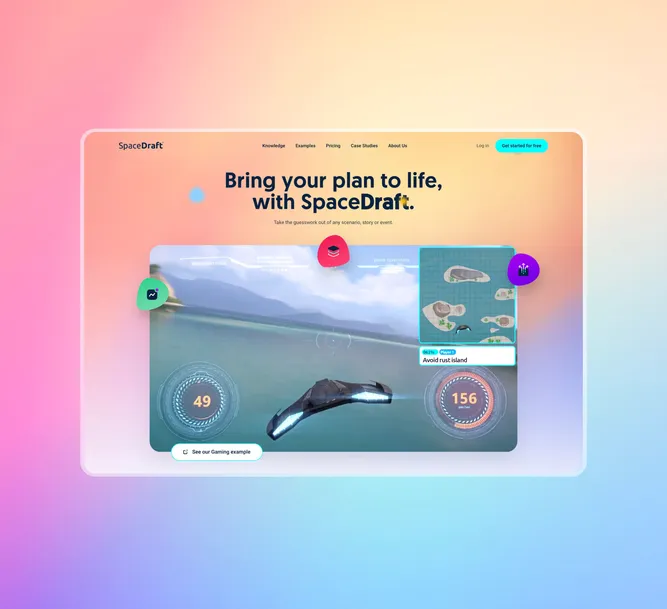 SpaceDraft
Knowledge Examples Pricing Case Studies About Us
Log in
Get started for free
Bring your plan to life,
with SpaceDraft.
Take the guesswork out of any scenario, story or event
Player 1
Avoid rust island
49
156
See our Gaming example